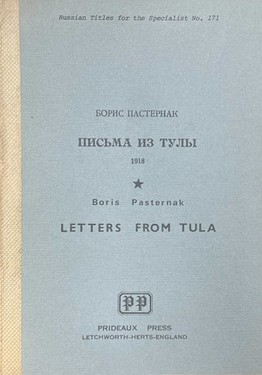 Russian Titles for the Specialist No. 171
БОРИС ПАСТЕРНАК
ПИСЬМА ИЗ ТУЛЫ
1918
Boris Pasternak
LETTERS FROM TULA
PP
PRIDEAUX PRESS
LETCHWORTH-HERTS-ENGLAND